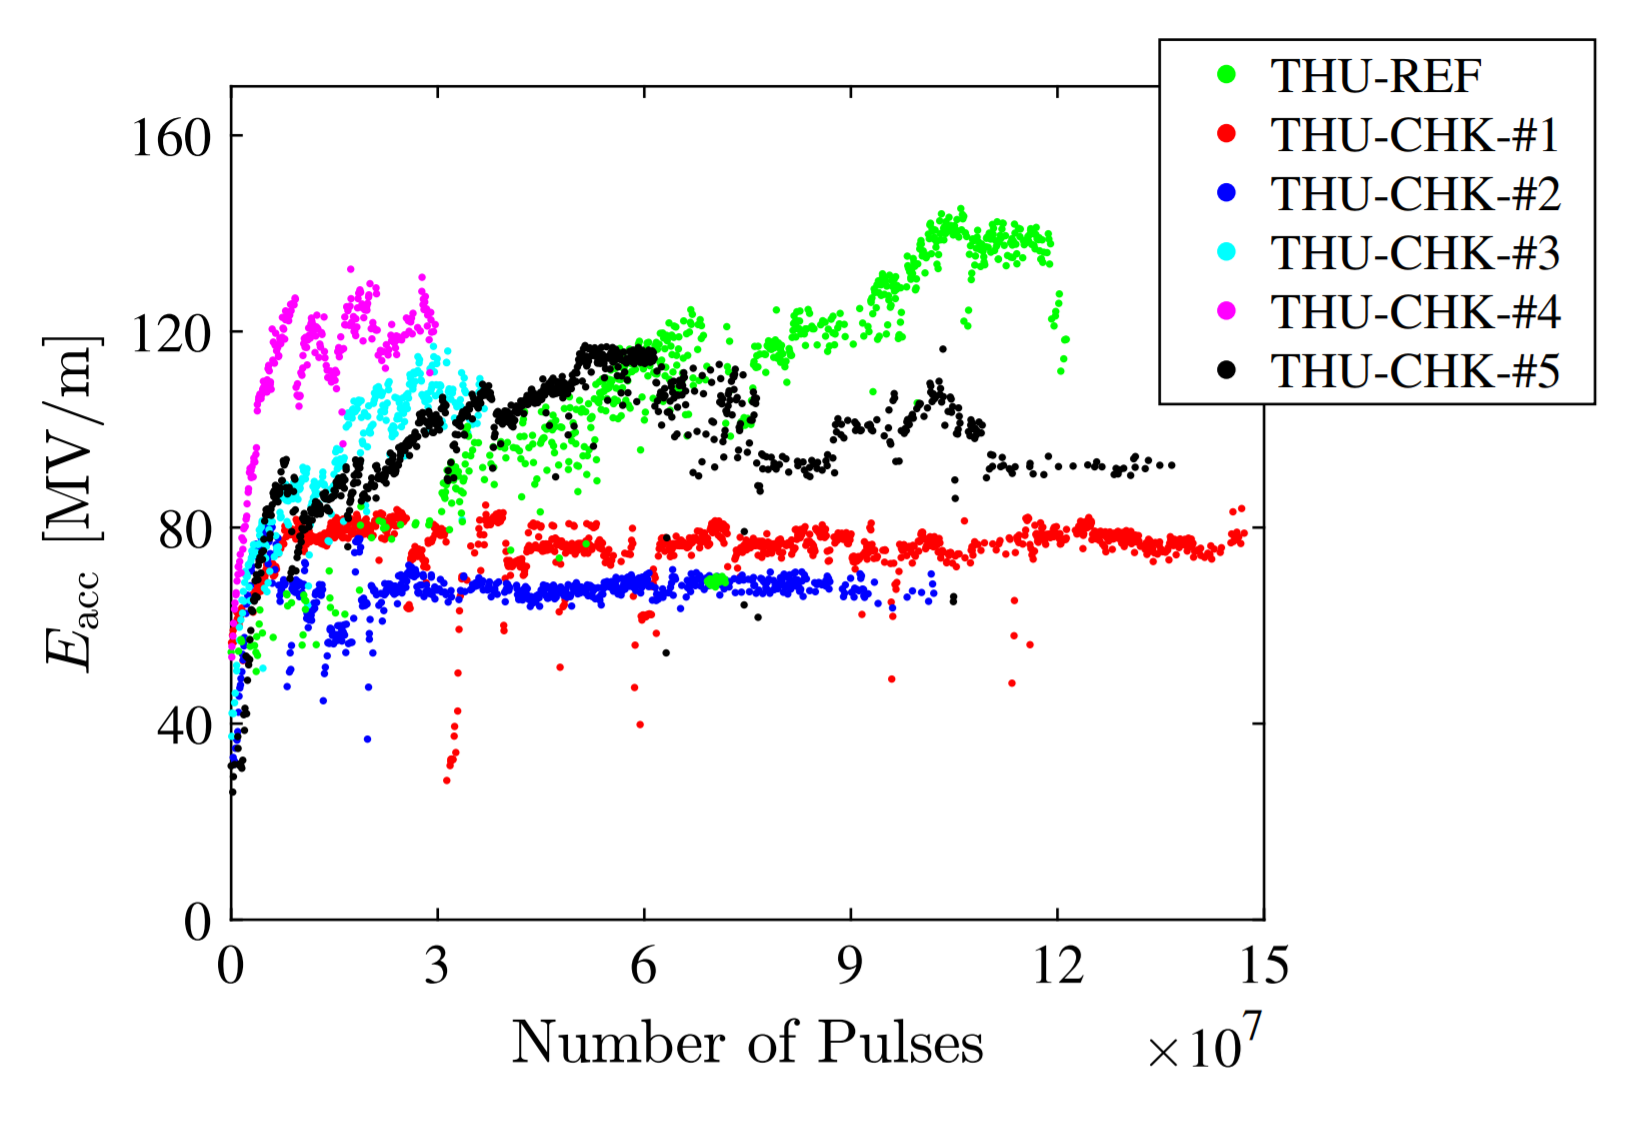 THU-REF
THU-CHK-#1
THU-CHK-#2
THU-CHK-#3
THU-CHK-#4
THU-CHK-#5
160
120
80
40
0
E_acc [MV/m]
0 3 6 9 12 15
Number of Pulses ×10^7